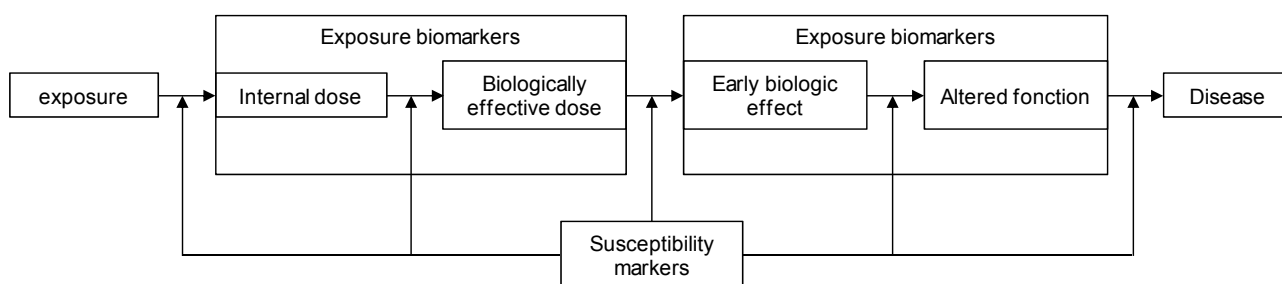 Exposure biomarkers
Exposure biomarkers
exposure
Internal dose
Biologically
effective dose
Early biologic
effect
Altered fonction
Disease
Susceptibility
markers